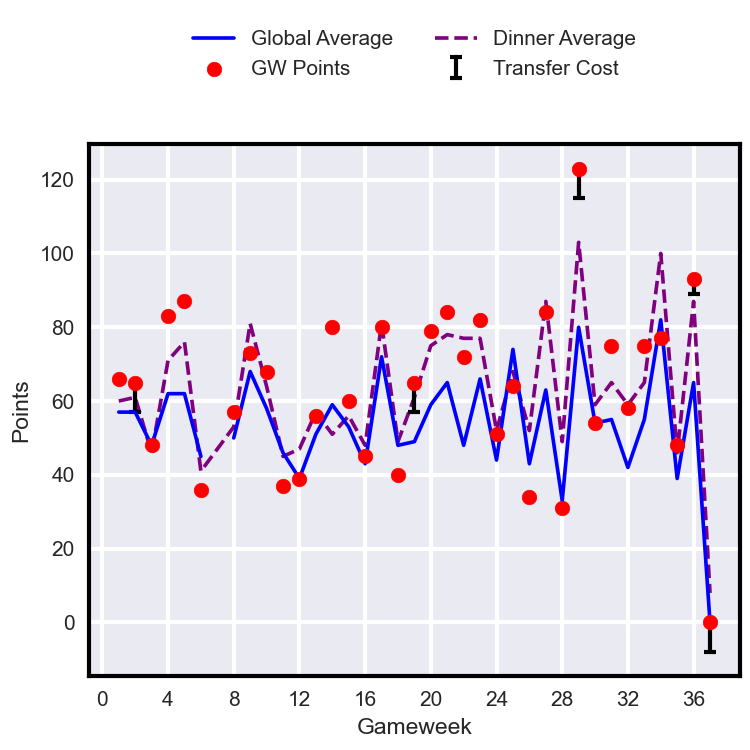 Global Average
GW Points
Dinner Average
Transfer Cost
Points
120
100
80
60
40
20
0
0 4 8 12 16 20 24 28 32 36
Gameweek